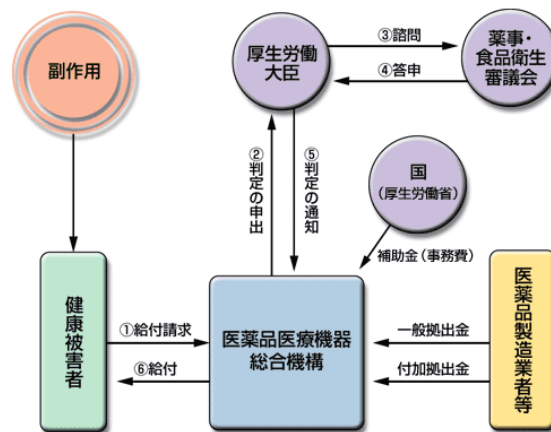 副作用
厚生労働
大臣
③諮問
④答申
薬事・
食品衛生
審議会
②判定の申出
⑤判定の通知
国
(厚生労働省)
補助金(事務費)
健康被害者
①給付請求
⑥給付
医薬品医療機器
総合機構
一般拠出金
付加拠出金
医薬品製造業者等